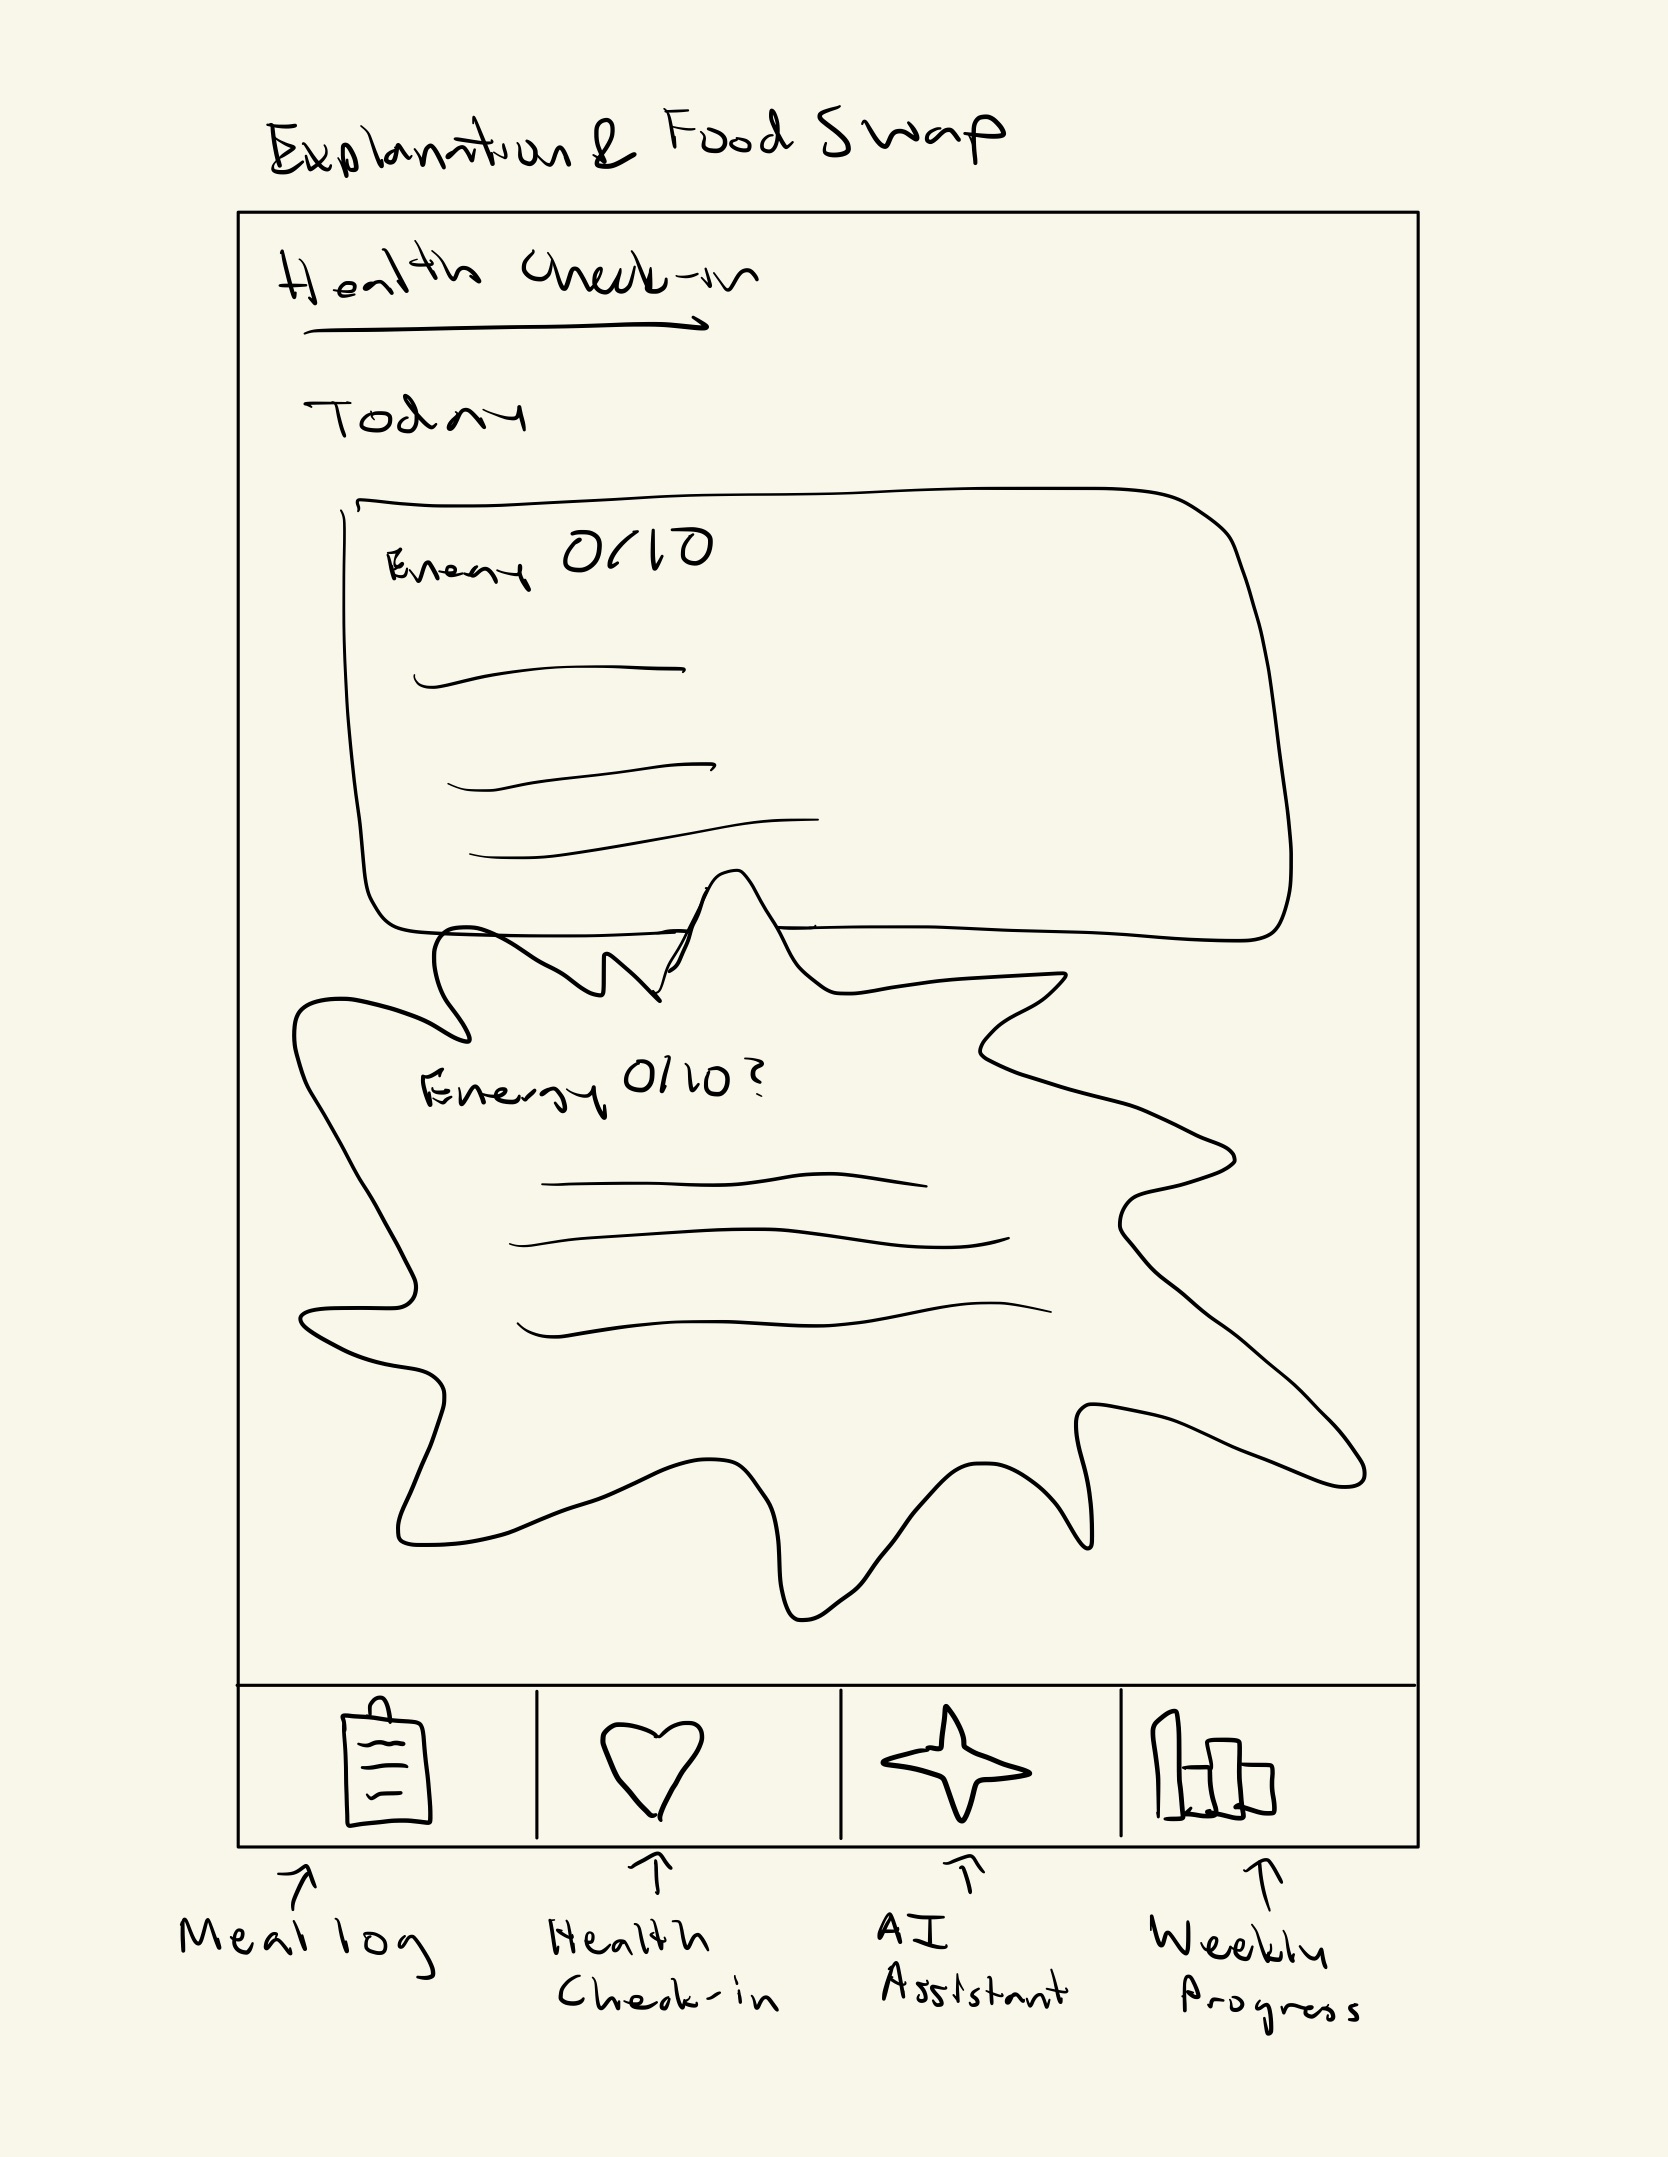 Explanation & Food Swap
Health Check-in
Today
Energy 0/10
Energy 0/10?
Meal log
Health
Check-in
AI
Assistant
Weekly
Progress